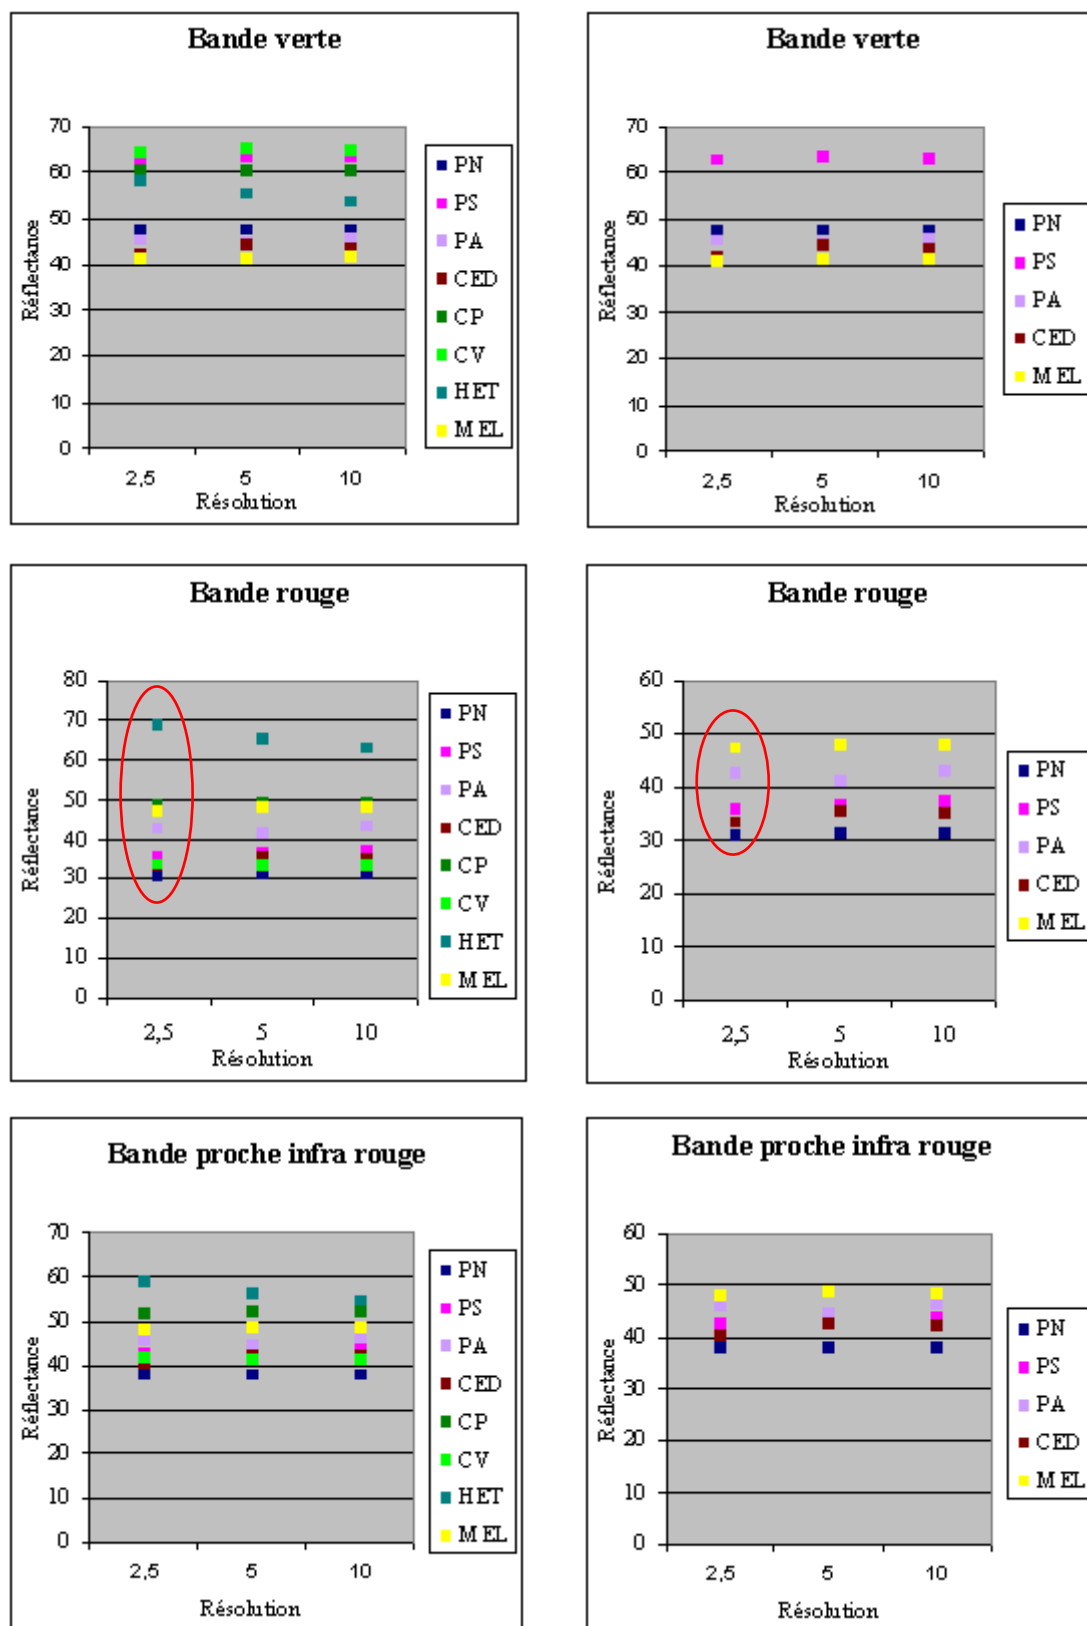 Bande verte
70
60
50
40
30
20
10
0
Réflectance
2,5 5 10
Résolution
PN
PS
PA
CED
CP
CV
HET
MEL
Bande verte
70
60
50
40
30
20
10
0
Réflectance
2,5 5 10
Résolution
PN
PS
PA
CED
MEL
Bande rouge
80
70
60
50
40
30
20
10
0
Réflectance
2,5 5 10
Résolution
PN
PS
PA
CED
CP
CV
HET
MEL
Bande rouge
60
50
40
30
20
10
0
Réflectance
2,5 5 10
Résolution
PN
PS
PA
CED
MEL
Bande proche infra rouge
70
60
50
40
30
20
10
0
Réflectance
2,5 5 10
Résolution
PN
PS
PA
CED
CP
CV
HET
MEL
Bande proche infra rouge
60
50
40
30
20
10
0
Réflectance
2,5 5 10
Résolution
PN
PS
PA
CED
MEL